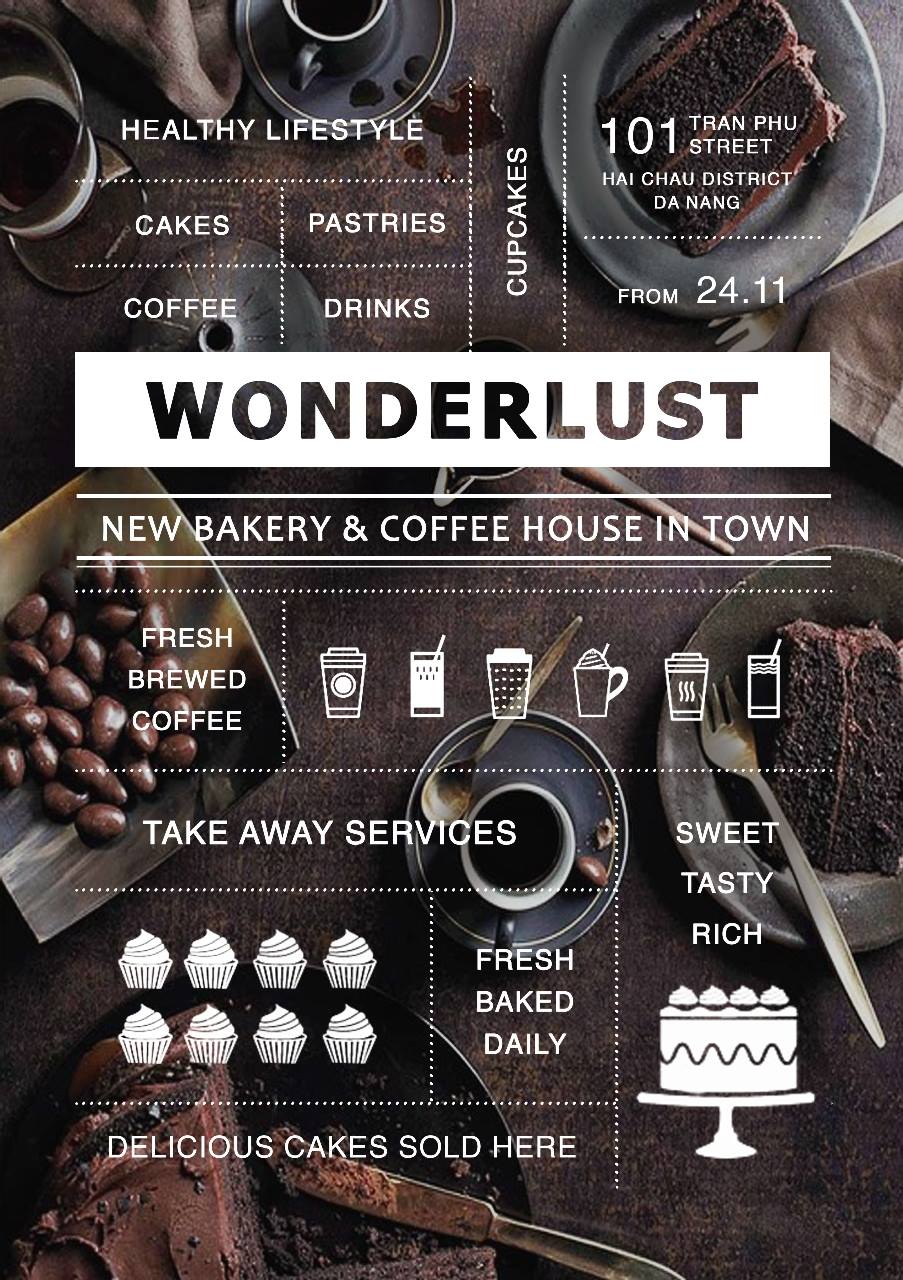 HEALTHY LIFESTYLE
CAKES
PASTRIES
COFFEE
DRINKS
CUPCAKES
101 TRAN PHU
STREET
HAI CHAU DISTRICT
DA NANG
FROM 24.11
WONDERLUST
NEW BAKERY & COFFEE HOUSE IN TOWN
FRESH
BREWED
COFFEE
TAKE AWAY SERVICES
SWEET
TASTY
RICH
FRESH
BAKED
DAILY
DELICIOUS CAKES SOLD HERE